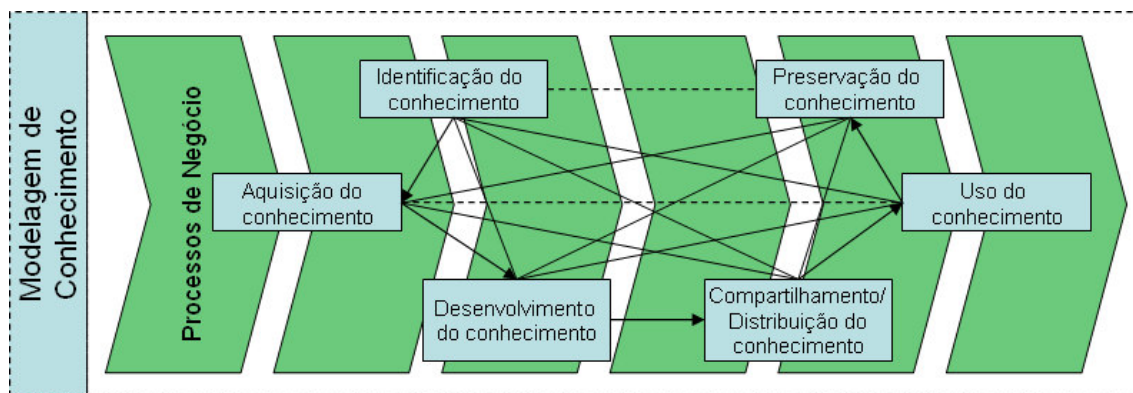 Modelagem de
Conhecimento
Processos de Negócio
Identificação do
conhecimento
Preservação do
conhecimento
Aquisição do
conhecimento
Uso do
conhecimento
Desenvolvimento
do conhecimento
Compartilhamento/
Distribuição do
conhecimento